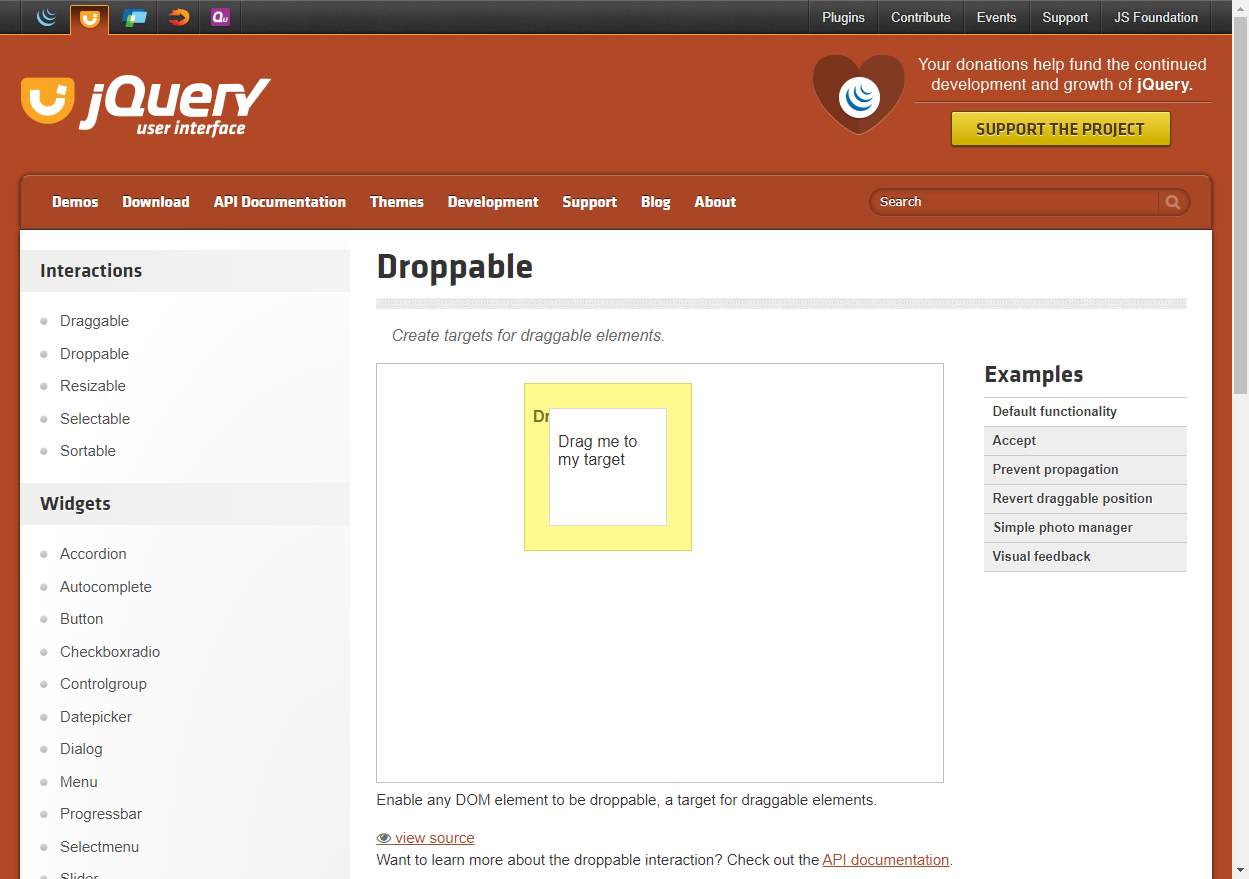 Plugins
Contribute
Events
Support
JS Foundation
Qu
jQuery
user interface
Your donations help fund the continued
development and growth of jQuery.
SUPPORT THE PROJECT
Demos
Download
API Documentation
Themes
Development
Support
Blog
About
Search
Interactions
Draggable
Droppable
Resizable
Selectable
Sortable
Widgets
Accordion
Autocomplete
Button
Checkboxradio
Controlgroup
Datepicker
Dialog
Menu
Progressbar
Selectmenu
Slider
Droppable
Create targets for draggable elements.
Dr
Drag me to
my target
Enable any DOM element to be droppable, a target for draggable elements.
view source
Want to learn more about the droppable interaction? Check out the API documentation.
Examples
Default functionality
Accept
Prevent propagation
Revert draggable position
Simple photo manager
Visual feedback